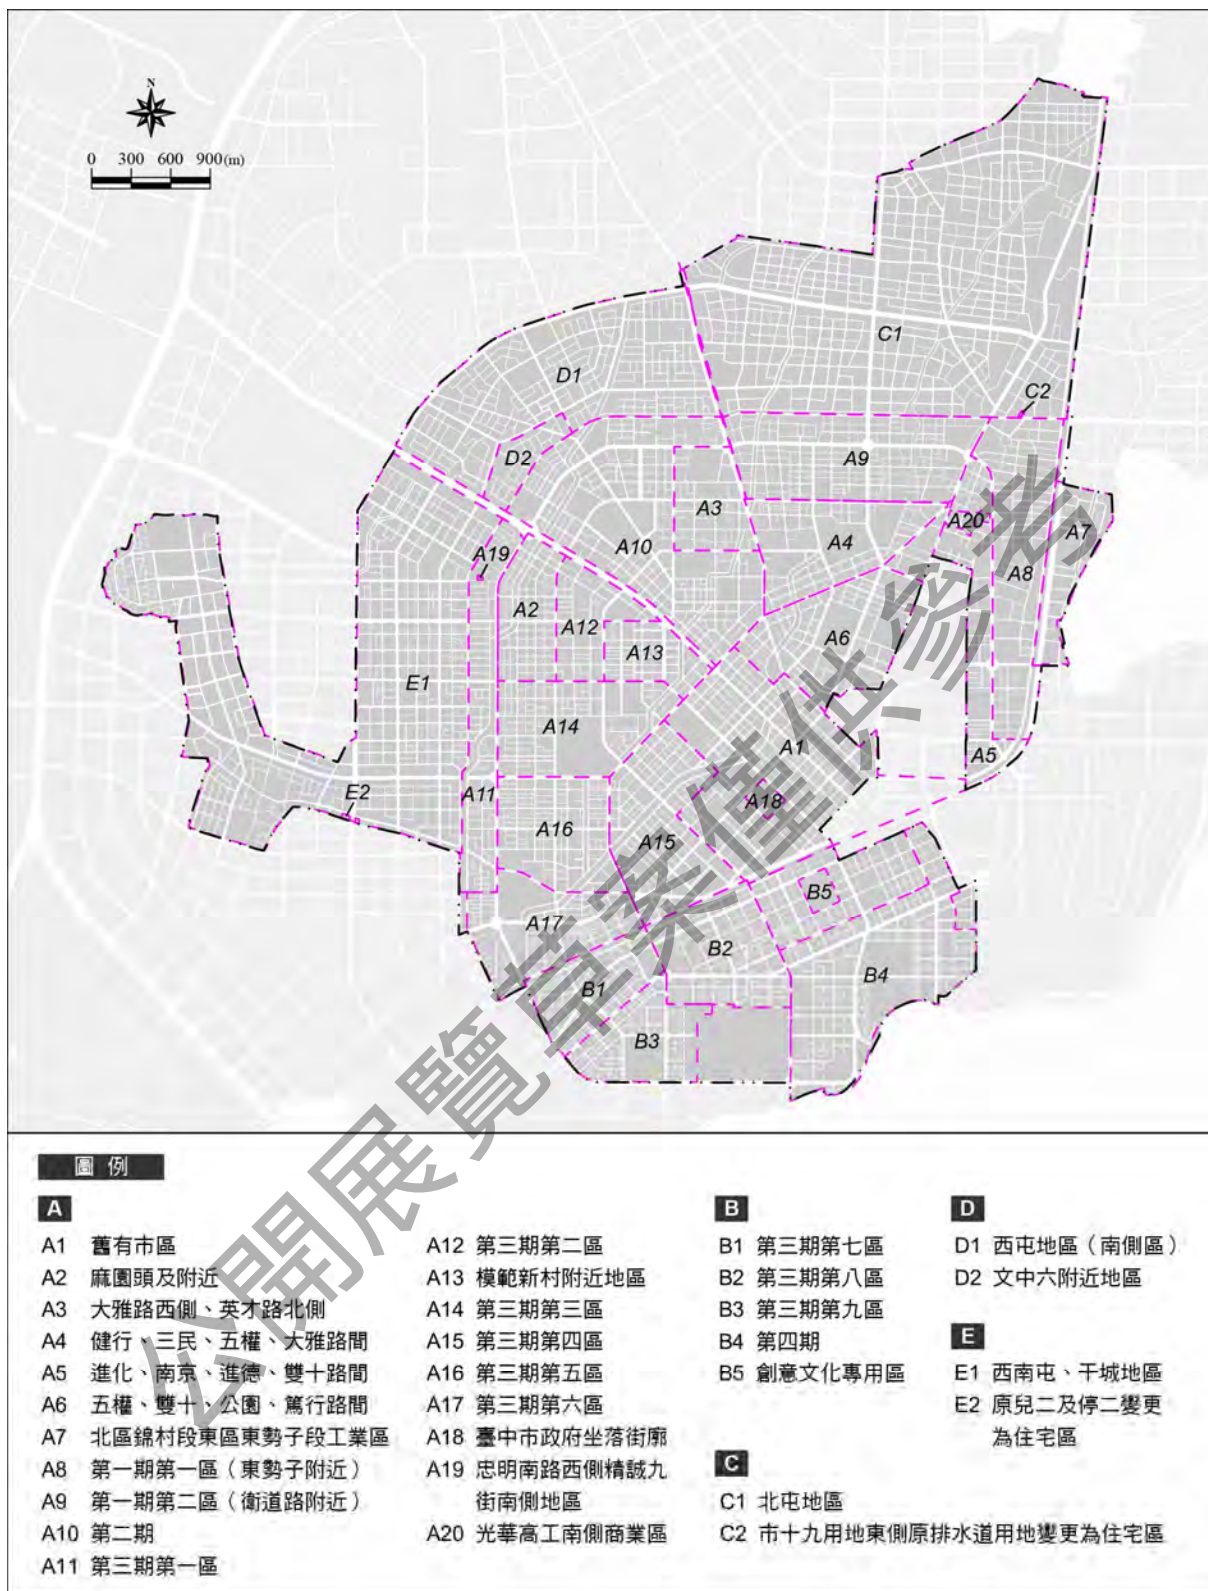 N
0 300 600 900(m)
C1
D1
C2
D2
A9
A3
A20
A7
A10
A4
A19
A8
A2
A12
A6
A13
E1
A14
A1
A5
E2
A11
A18
A16
A15
B5
A17
B2
B4
B1
B3
公開展覽草案僅供參考
圖例
A
A1 舊有市區
A2 麻園頭及附近
A3 大雅路西側、英才路北側
A4 健行、三民、五權、大雅路間
A5 進化、南京、進德、雙十路間
A6 五權、雙十、公園、篤行路間
A7 北區錦村段東區東勢子段工業區
A8 第一期第一區（東勢子附近）
A9 第一期第二區（衛道路附近）
A10 第二期
A11 第三期第一區
A12 第三期第二區
A13 模範新村附近地區
A14 第三期第三區
A15 第三期第四區
A16 第三期第五區
A17 第三期第六區
A18 臺中市政府坐落街廓
A19 忠明南路西側精誠九
街南側地區
A20 光華高工南側商業區
B
B1 第三期第七區
B2 第三期第八區
B3 第三期第九區
B4 第四期
B5 創意文化專用區
C
C1 北屯地區
C2 市十九用地東側原排水道用地變更為住宅區
D
D1 西屯地區（南側區）
D2 文中六附近地區
E
E1 西南屯、干城地區
E2 原兒二及停二變更
為住宅區